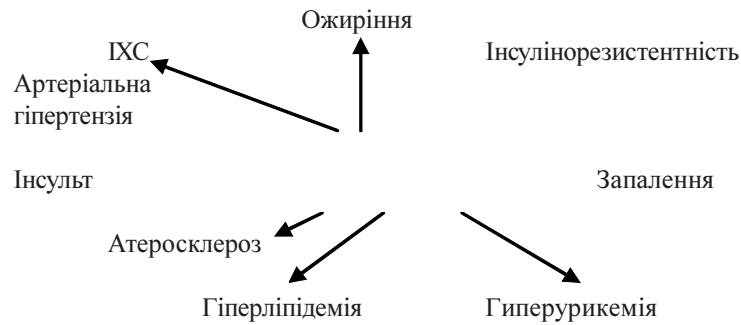 Ожиріння
ІХС
Інсулінорезистентність
Артеріальна
гіпертензія
Інсульт
Запалення
Атеросклероз
Гіперліпідемія
Гиперурикемія